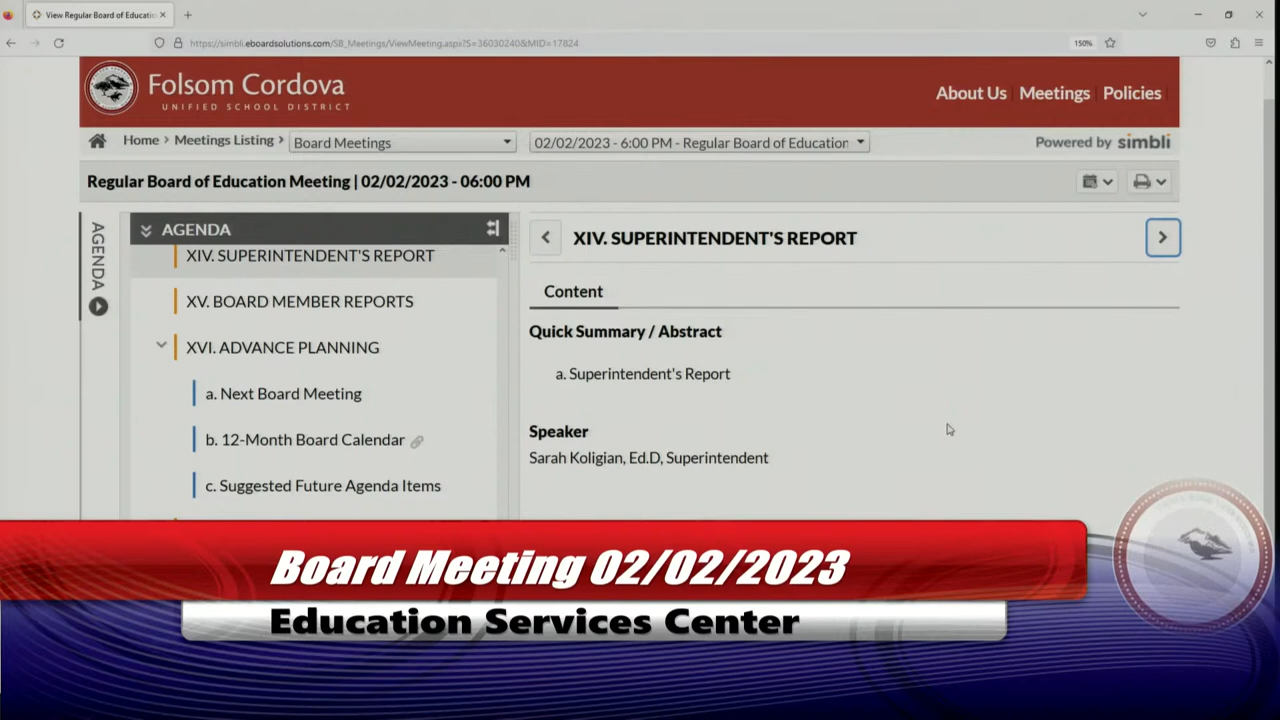 View Regular Board of Educatio
https://simbli.eboardsolutions.com/SB_Meetings/ViewMeeting.aspx?S=36030240&MID=17824
150%
Folsom Cordova
UNIFIED SCHOOL DISTRICT
About Us Meetings Policies
Home > Meetings Listing > Board Meetings 02/02/2023 - 6:00 PM - Regular Board of Education
Powered by simbli
Regular Board of Education Meeting | 02/02/2023 - 06:00 PM
AGENDA
AGENDA
XIV. SUPERINTENDENT'S REPORT
XV. BOARD MEMBER REPORTS
XVI. ADVANCE PLANNING
a. Next Board Meeting
b. 12-Month Board Calendar
c. Suggested Future Agenda Items
XIV. SUPERINTENDENT'S REPORT
Content
Quick Summary / Abstract
a. Superintendent's Report
Speaker
Sarah Koligian, Ed.D, Superintendent
Board Meeting 02/02/2023
Education Services Center